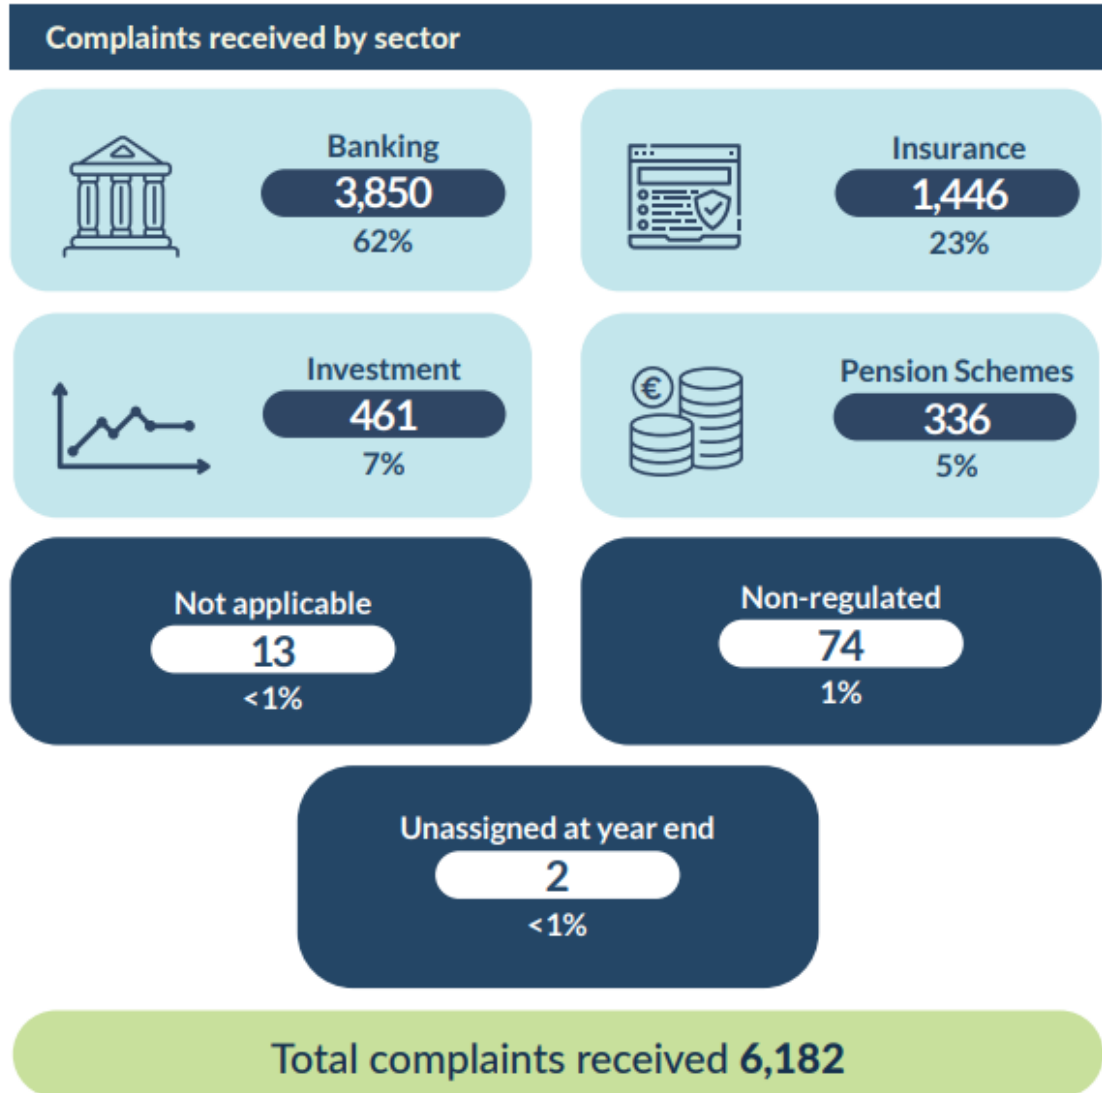 Complaints received by sector
Banking
3,850
62%
Insurance
1,446
23%
Investment
461
7%
€
Pension Schemes
336
5%
Not applicable
13
<1%
Non-regulated
74
1%
Unassigned at year end
2
<1%
Total complaints received 6,182